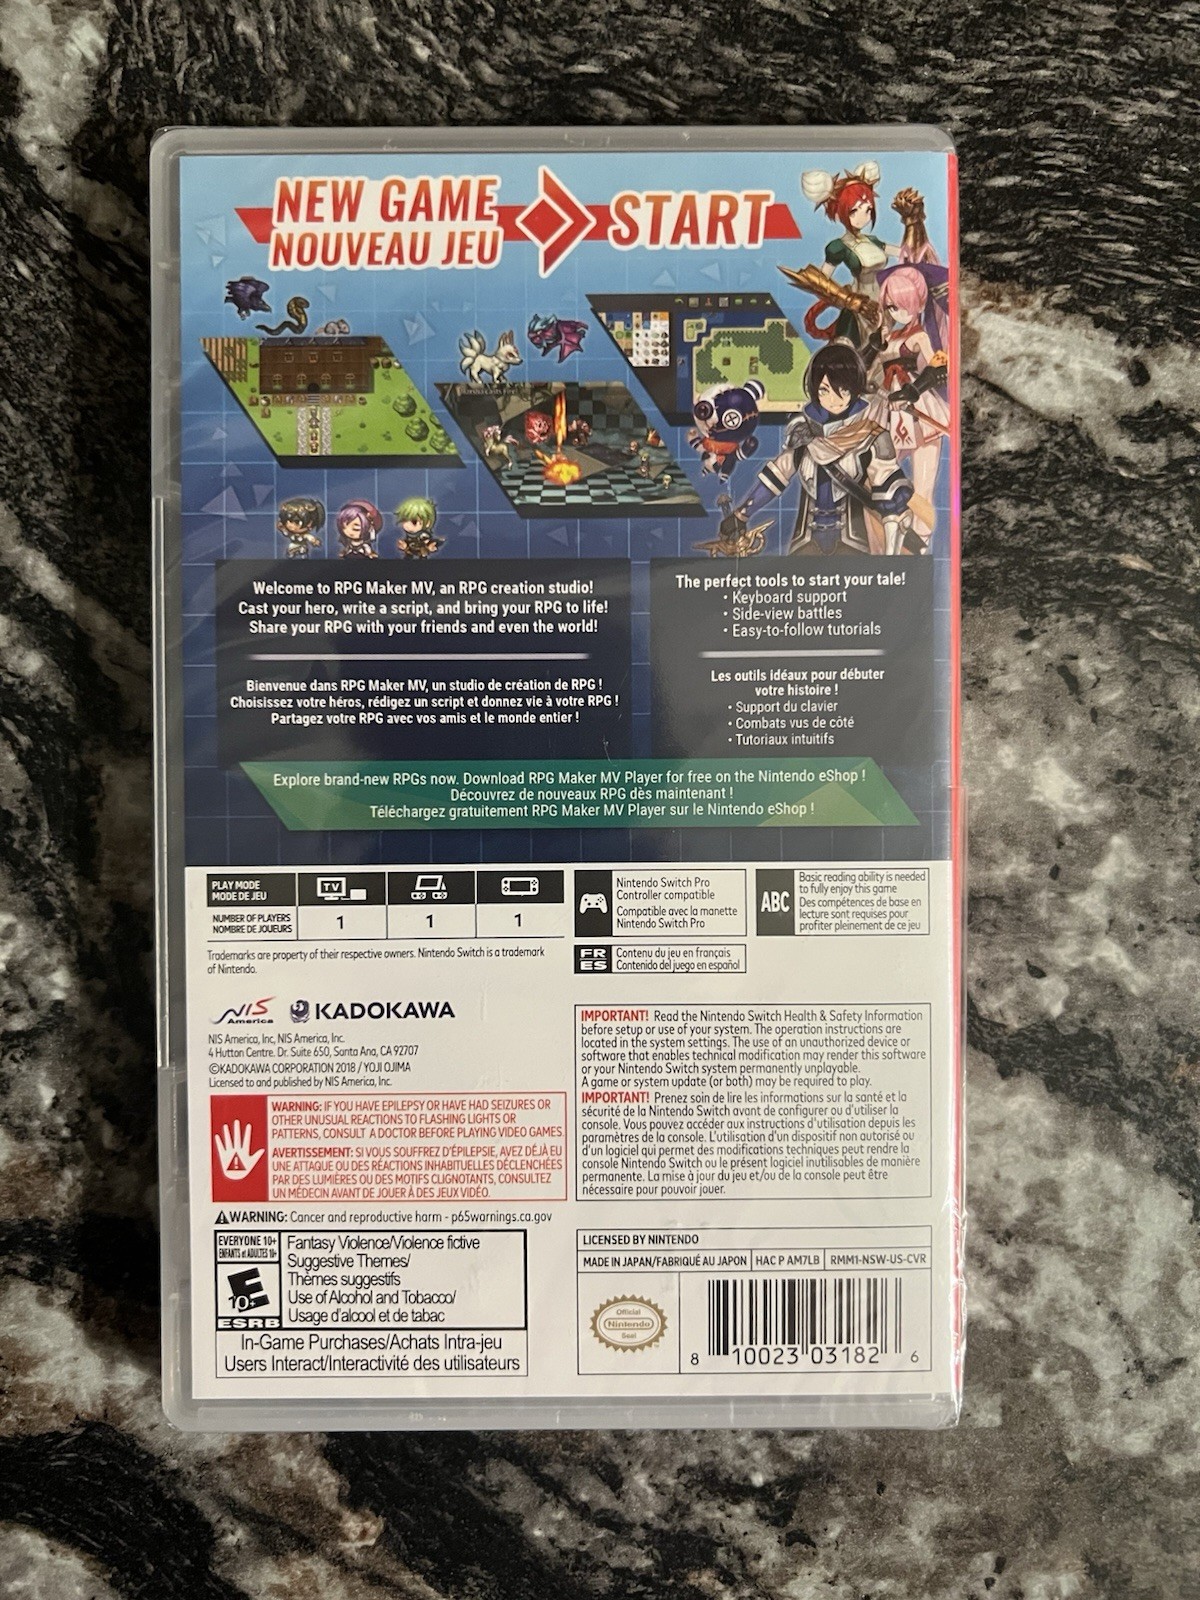 NEW GAME
NOUVEAU JEU
START
Welcome to RPG Maker MV, an RPG creation studio!
Cast your hero, write a script, and bring your RPG to life!
Share your RPG with your friends and even the world!
Bienvenue dans RPG Maker MV, un studio de création de RPG !
Choisissez votre héros, rédigez un script et donnez vie à votre RPG !
Partagez votre RPG avec vos amis et le monde entier !
The perfect tools to start your tale!
• Keyboard support
• Side-view battles
• Easy-to-follow tutorials
Les outils idéaux pour débuter
votre histoire !
• Support du clavier
• Combats vus de côté
• Tutoriaux intuitifs
Explore brand-new RPGs now. Download RPG Maker MV Player for free on the Nintendo eShop !
Découvrez de nouveaux RPG dès maintenant !
Téléchargez gratuitement RPG Maker MV Player sur le Nintendo eShop !
PLAY MODE
MODE DE JEU
TV
NUMBER OF PLAYERS
NOMBRE DE JOUEURS
1
1
1
Nintendo Switch Pro
Controller compatible
Compatible avec la manette
Nintendo Switch Pro
ABC
Basic reading ability is needed
to fully enjoy this game
Des compétences de base en
lecture sont requises pour
profiter pleinement de ce jeu
Trademarks are property of their respective owners. Nintendo Switch is a trademark
of Nintendo.
FR Contenu du jeu en français
ES Contenido del juego en español
NIS
America
KADOKAWA
NIS America, Inc, NIS America, Inc.
4 Hutton Centre. Dr. Suite 650, Santa Ana, CA 92707
©KADOKAWA CORPORATION 2018 / YOJI OJIMA
Licensed to and published by NIS America, Inc.
WARNING: IF YOU HAVE EPILEPSY OR HAVE HAD SEIZURES OR
OTHER UNUSUAL REACTIONS TO FLASHING LIGHTS OR
PATTERNS, CONSULT A DOCTOR BEFORE PLAYING VIDEO GAMES.
AVERTISSEMENT: SI VOUS SOUFFREZ D'ÉPILEPSIE, AVEZ DÉJÀ EU
UNE ATTAQUE OU DES RÉACTIONS INHABITUELLES DÉCLENCHÉES
PAR DES LUMIÈRES OU DES MOTIFS CLIGNOTANTS, CONSULTEZ
UN MÉDECIN AVANT DE JOUER À DES JEUX VIDÉO.
IMPORTANT! Read the Nintendo Switch Health & Safety Information
before setup or use of your system. The operation instructions are
located in the system settings. The use of an unauthorized device or
software that enables technical modification may render this software
or your Nintendo Switch system permanently unplayable.
A game or system update (or both) may be required to play.
IMPORTANT! Prenez soin de lire les informations sur la santé et la
sécurité de la Nintendo Switch avant de configurer ou d'utiliser la
console. Vous pouvez accéder aux instructions d'utilisation depuis les
paramètres de la console. L'utilisation d'un dispositif non autorisé ou
d'un logiciel qui permet des modifications techniques peut rendre la
console Nintendo Switch ou le présent logiciel inutilisables de manière
permanente. La mise à jour du jeu et/ou de la console peut être
nécessaire pour pouvoir jouer.
WARNING: Cancer and reproductive harm - p65warnings.ca.gov
EVERYONE 10+
ENFANTS et ADULTES 10+
E
10+
ESRB
Fantasy Violence/Violence fictive
Suggestive Themes/
Thèmes suggestifs
Use of Alcohol and Tobacco/
Usage d'alcool et de tabac
In-Game Purchases/Achats Intra-jeu
Users Interact/Interactivité des utilisateurs
LICENSED BY NINTENDO
MADE IN JAPAN/FABRIQUÉ AU JAPON HAC P AM7LB RMM1-NSW-US-CVR
Official
Nintendo
Seal
8 10023 03182 6